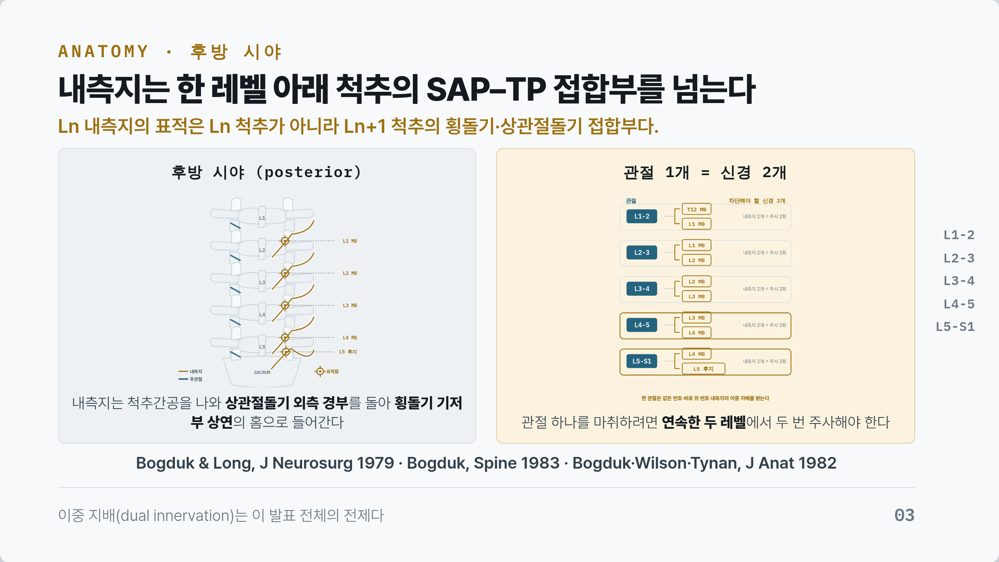 ANATOMY · 후방 시야
내측지는 한 레벨 아래 척추의 SAP–TP 접합부를 넘는다
Ln 내측지의 표적은 Ln 척추가 아니라 Ln+1 척추의 횡돌기·상관절돌기 접합부다.
후방 시야 (posterior)
L1
L1 MB
L2
L2 MB
L3
L3 MB
L4
L4 MB
L5
L5 후지
SACRUM
내측지
후관절
표적점
내측지는 척추간공을 나와 상관절돌기 외측 경부를 돌아 횡돌기 기저
부 상연의 홈으로 들어간다
관절 1개 = 신경 2개
관절 차단해야 할 신경 2개
L1-2
T12 MB
L1 MB
내측지 2개 = 주사 2회
L2-3
L1 MB
L2 MB
내측지 2개 = 주사 2회
L3-4
L2 MB
L3 MB
내측지 2개 = 주사 2회
L4-5
L3 MB
L4 MB
내측지 2개 = 주사 2회
L5-S1
L4 MB
L5 후지
내측지 2개 = 주사 2회
한 관절은 같은 번호·바로 위 번호 내측지의 이중 지배를 받는다
관절 하나를 마취하려면 연속한 두 레벨에서 두 번 주사해야 한다
L1-2
L2-3
L3-4
L4-5
L5-S1
Bogduk & Long, J Neurosurg 1979 · Bogduk, Spine 1983 · Bogduk·Wilson·Tynan, J Anat 1982
이중 지배(dual innervation)는 이 발표 전체의 전제다
03